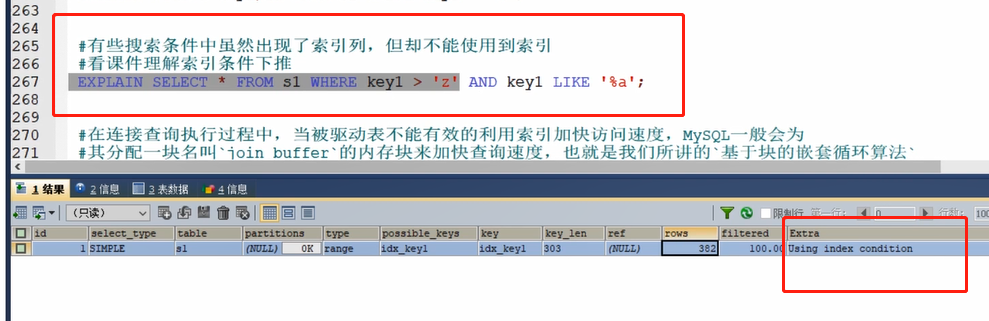 263
264
265 #有些搜索条件中虽然出现了索引列，但却不能使用到索引
266 #看课件理解索引条件下推
267 EXPLAIN SELECT * FROM s1 WHERE key1 > 'z' AND key1 LIKE '%a';
268
269
270 #在连接查询执行过程中，当被驱动表不能有效的利用索引加快访问速度，MySQL一般会为
271 #其分配一块名叫`join buffer`的内存块来加快查询速度，也就是我们所讲的`基于块的嵌套循环算法`
1 结果 2 信息 3 表数据 4 信息
(只读) 限制行 第一行: 0 行数: 100
id select_type table partitions type possible_keys key key_len ref rows filtered Extra
1 SIMPLE s1 (NULL) 0K range idx_key1 idx_key1 303 (NULL) 382 100.00 Using index condition